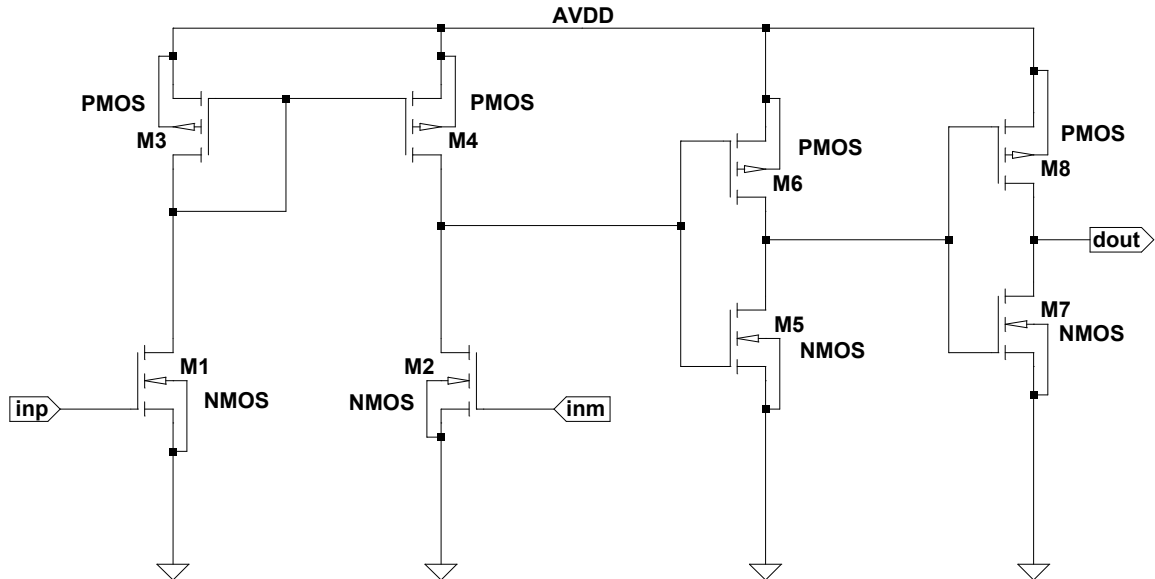 AVDD
PMOS
M3
PMOS
M4
PMOS
M6
PMOS
M8
dout
M1
NMOS
inp
M2
NMOS
inm
M5
NMOS
M7
NMOS